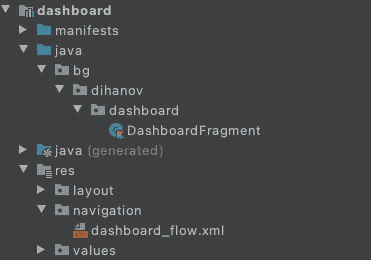 dashboard
manifests
java
bg
dihanov
dashboard
DashboardFragment
java (generated)
res
layout
navigation
dashboard_flow.xml
values